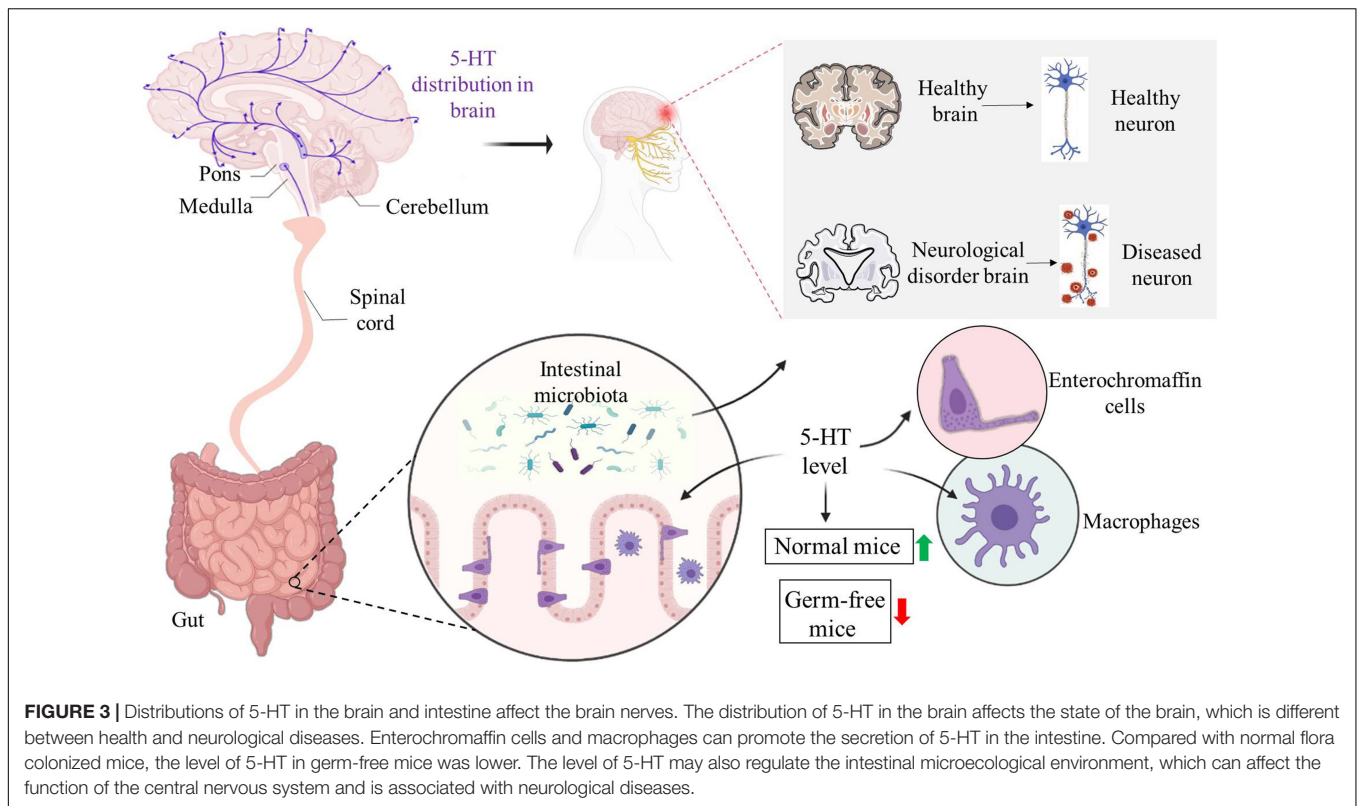 5-HT
distribution in
brain
Pons
Medulla
Cerebellum
Spinal
cord
Gut
Healthy
brain
Healthy
neuron
Neurological
disorder brain
Diseased
neuron
Intestinal
microbiota
5-HT
level
Enterochromaffin
cells
Macrophages
Normal mice
Germ-free
mice
FIGURE 3 | Distributions of 5-HT in the brain and intestine affect the brain nerves. The distribution of 5-HT in the brain affects the state of the brain, which is different
between health and neurological diseases. Enterochromaffin cells and macrophages can promote the secretion of 5-HT in the intestine. Compared with normal flora
colonized mice, the level of 5-HT in germ-free mice was lower. The level of 5-HT may also regulate the intestinal microecological environment, which can affect the
function of the central nervous system and is associated with neurological diseases.